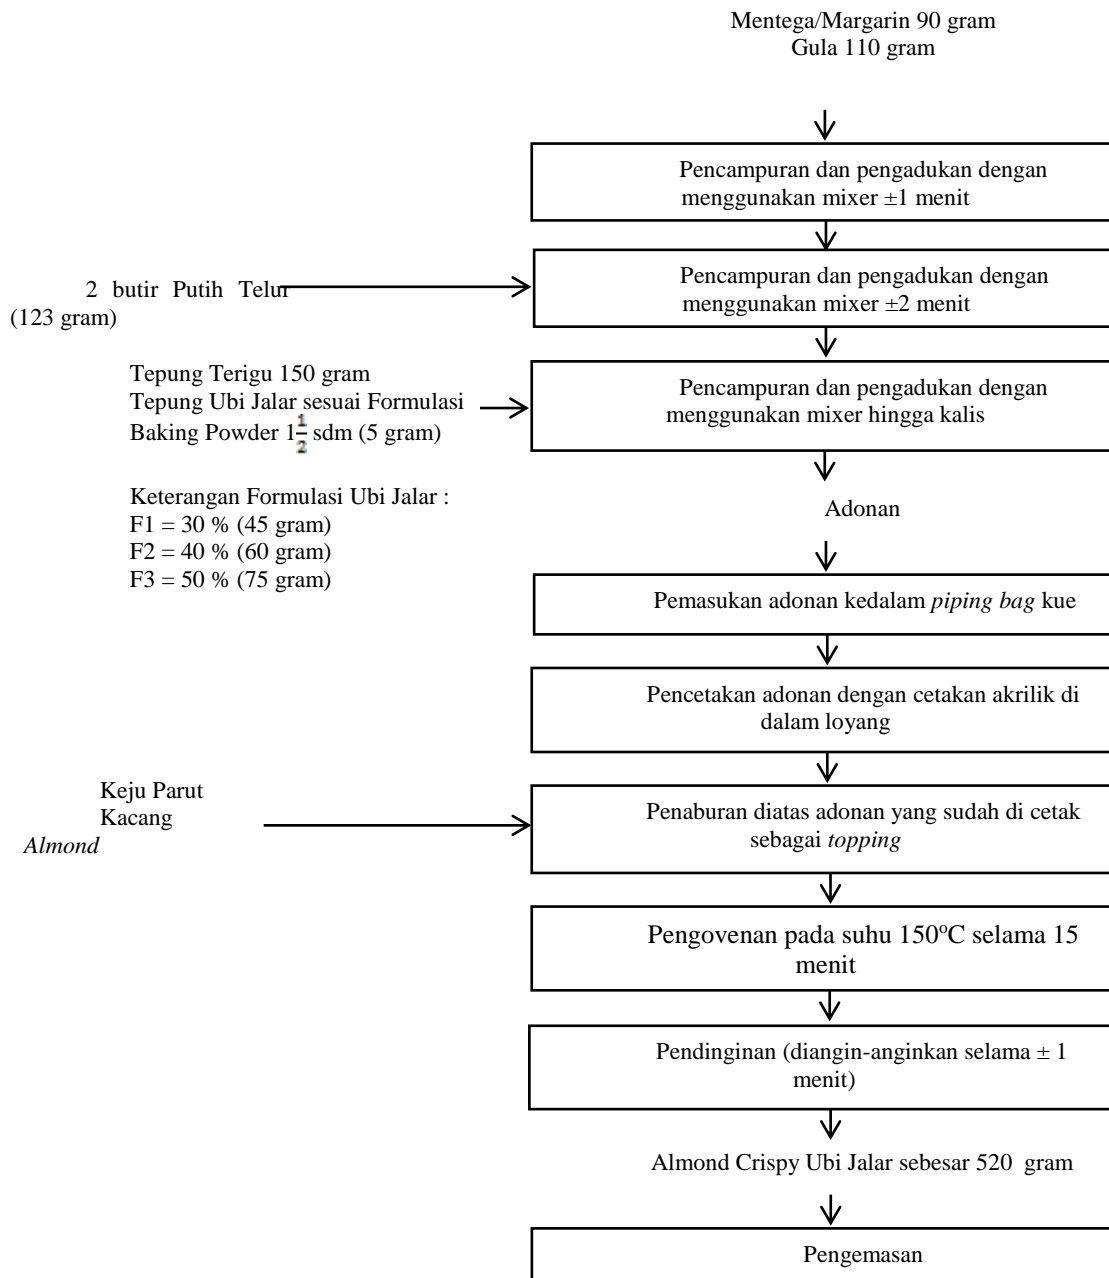 Mentega/Margarin 90 gram
Gula 110 gram
Pencampuran dan pengadukan dengan
menggunakan mixer ±1 menit
2 butir Putih Telur
(123 gram)
Pencampuran dan pengadukan dengan
menggunakan mixer ±2 menit
Tepung Terigu 150 gram
Tepung Ubi Jalar sesuai Formulasi
Baking Powder 1 1/2 sdm (5 gram)
Pencampuran dan pengadukan dengan
menggunakan mixer hingga kalis
Keterangan Formulasi Ubi Jalar :
F1 = 30 % (45 gram)
F2 = 40 % (60 gram)
F3 = 50 % (75 gram)
Adonan
Pemasukan adonan kedalam piping bag kue
Pencetakan adonan dengan cetakan akrilik di
dalam loyang
Keju Parut
Kacang
Almond
Penaburan diatas adonan yang sudah di cetak
sebagai topping
Pengovenan pada suhu 150ºC selama 15
menit
Pendinginan (diangin-anginkan selama ± 1
menit)
Almond Crispy Ubi Jalar sebesar 520 gram
Pengemasan